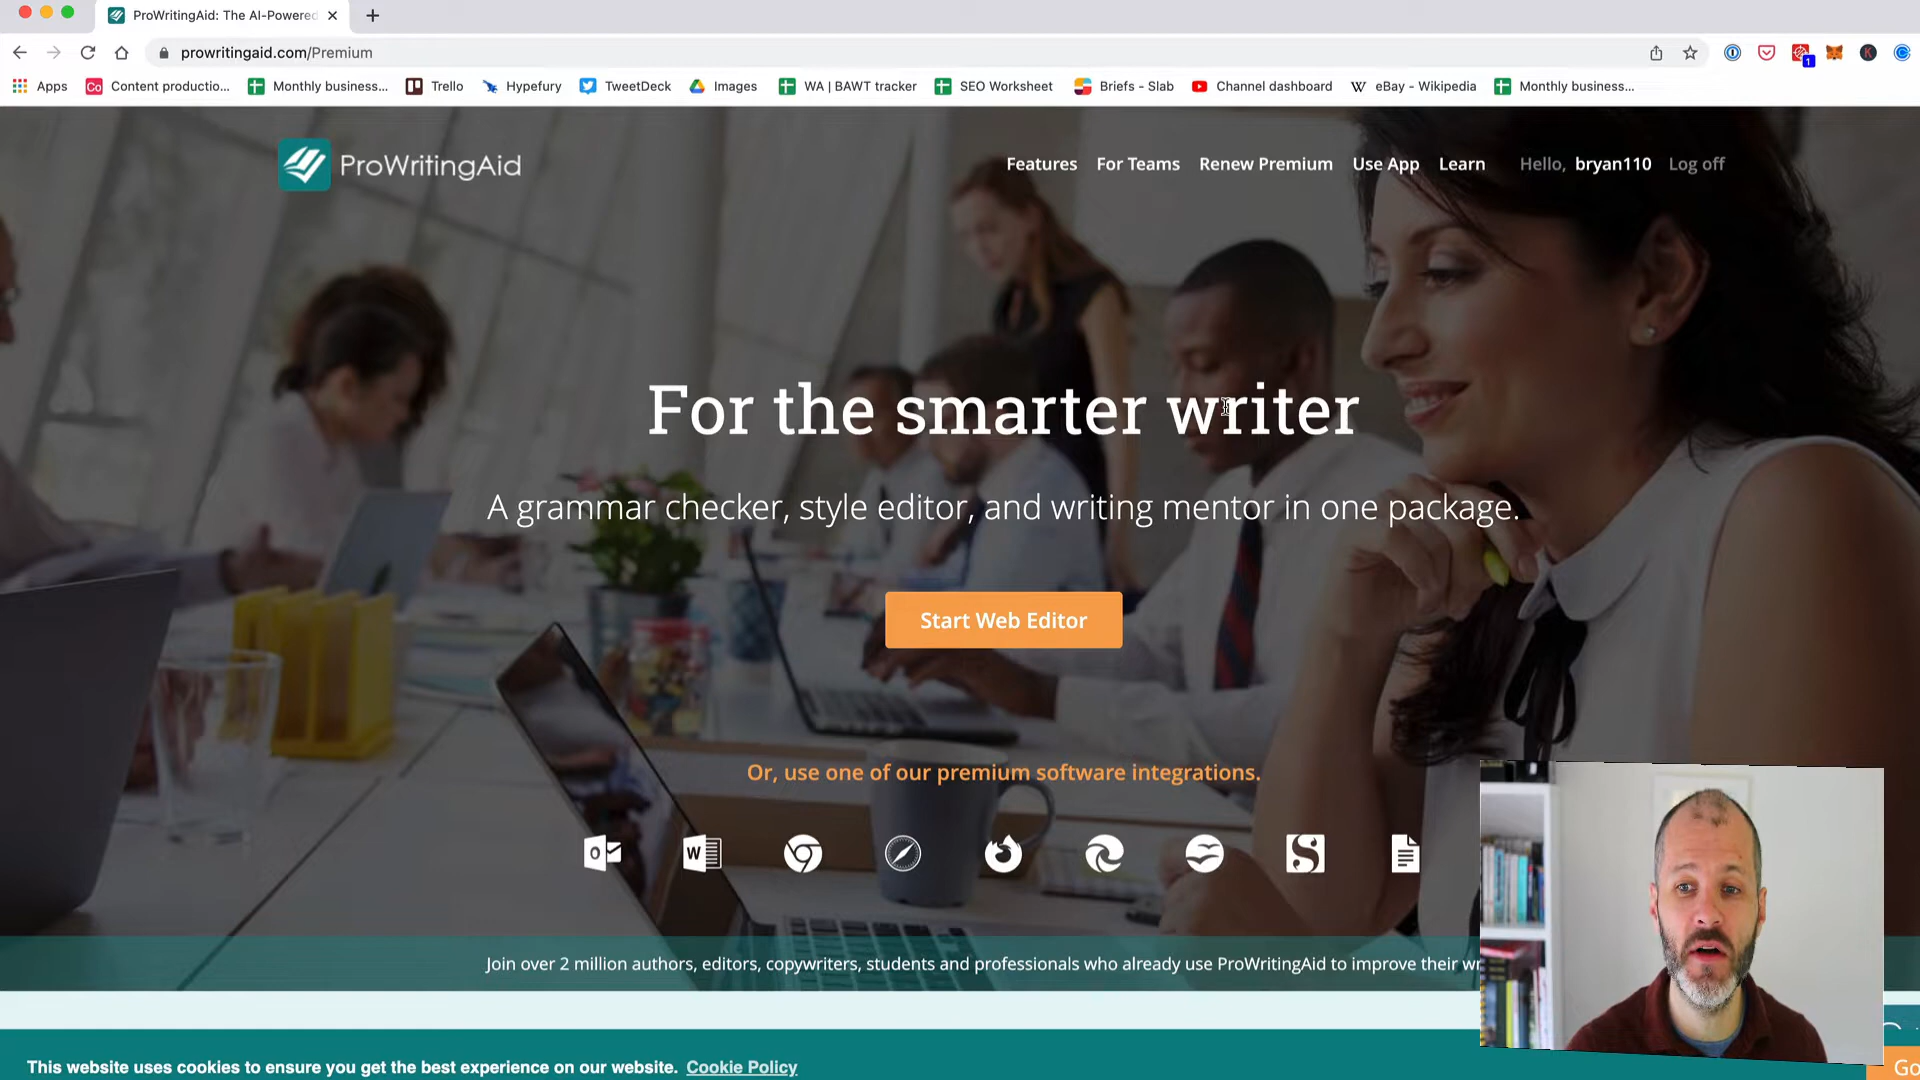 ProWritingAid: The AI-Powered
prowritingaid.com/Premium
1
Apps
Content productio...
Monthly business...
Trello
Hypefury
TweetDeck
Images
WA | BAWT tracker
SEO Worksheet
Briefs - Slab
Channel dashboard
eBay - Wikipedia
Monthly business...
ProWritingAid
Features
For Teams
Renew Premium
Use App
Learn
Hello, bryan110
Log off
For the smarter writer
A grammar checker, style editor, and writing mentor in one package.
Start Web Editor
Or, use one of our premium software integrations.
Join over 2 million authors, editors, copywriters, students and professionals who already use ProWritingAid to improve their
This website uses cookies to ensure you get the best experience on our website. Cookie Policy